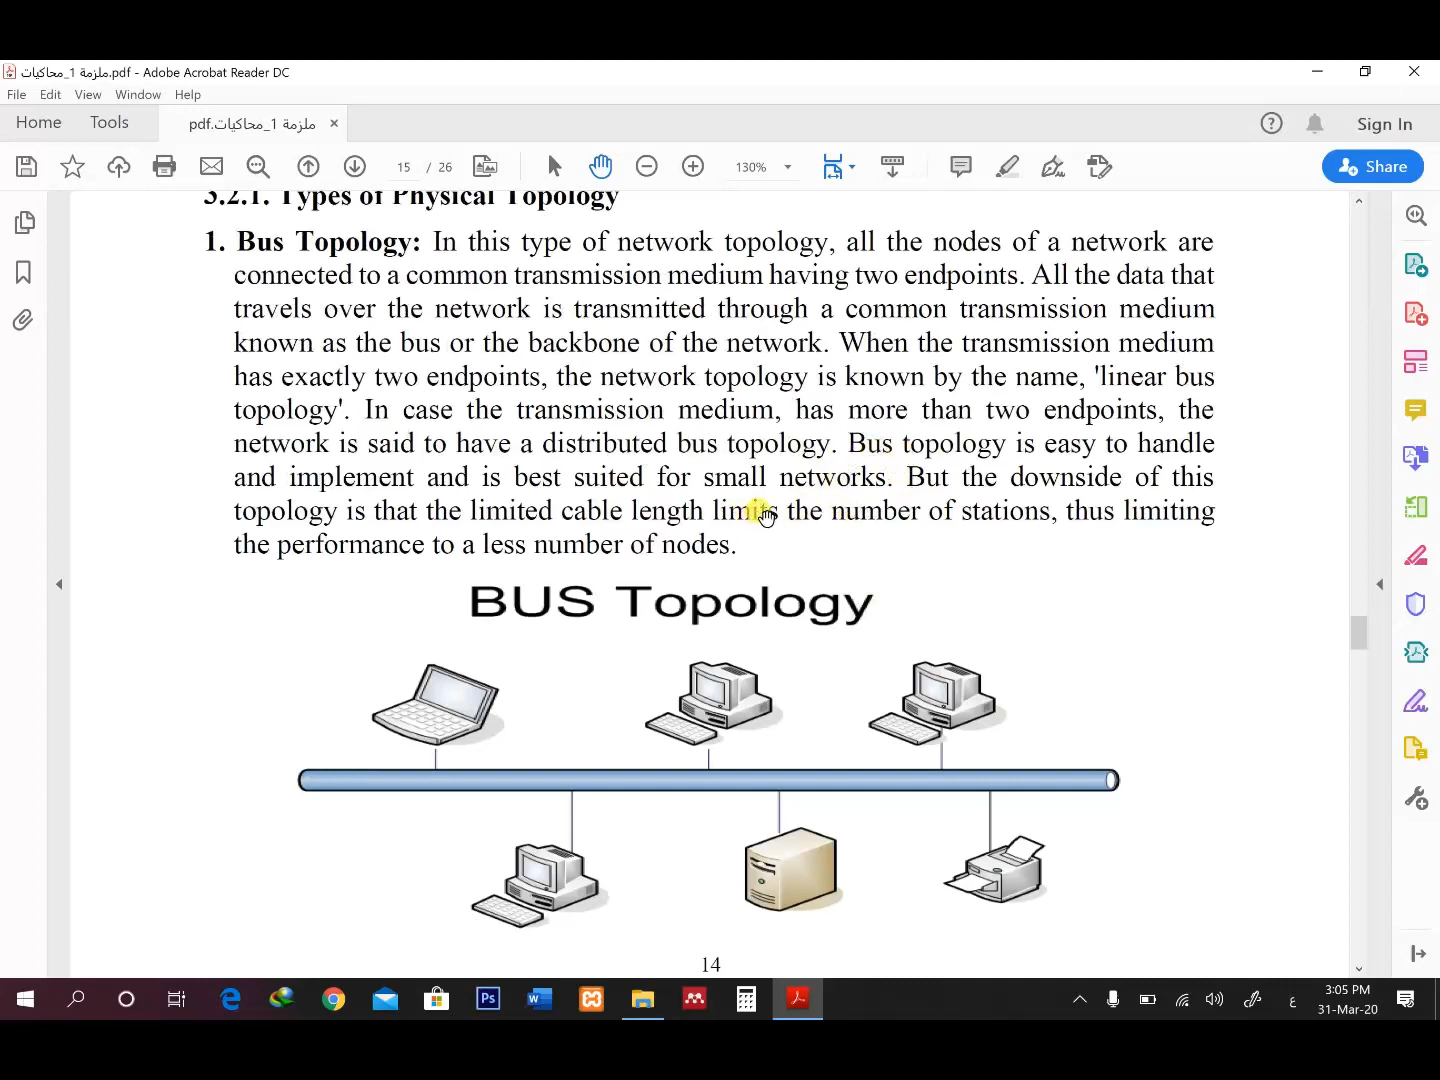 ملزمة 1_محاكيات.pdf - Adobe Acrobat Reader DC
File Edit View Window Help
Home Tools ملزمة 1_محاكيات.pdf × Sign In
15 / 26 130% Share
3.2.1. Types of Physical Topology
1. Bus Topology: In this type of network topology, all the nodes of a network are
connected to a common transmission medium having two endpoints. All the data that
travels over the network is transmitted through a common transmission medium
known as the bus or the backbone of the network. When the transmission medium
has exactly two endpoints, the network topology is known by the name, 'linear bus
topology'. In case the transmission medium, has more than two endpoints, the
network is said to have a distributed bus topology. Bus topology is easy to handle
and implement and is best suited for small networks. But the downside of this
topology is that the limited cable length limits the number of stations, thus limiting
the performance to a less number of nodes.
BUS Topology
14
Ps
ع
3:05 PM
31-Mar-20